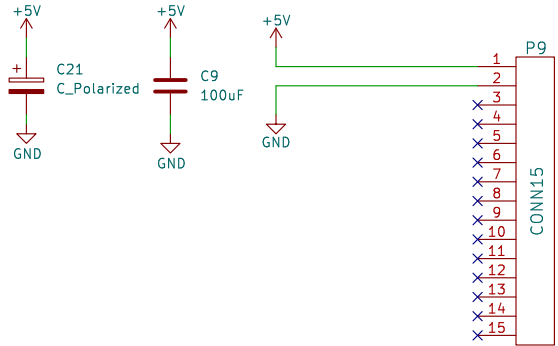 +5V
+
C21
C_Polarized
GND
+5V
C9
100uF
GND
+5V
GND
P9
1
2
3
4
5
6
7
8
9
10
11
12
13
14
15
CONN15